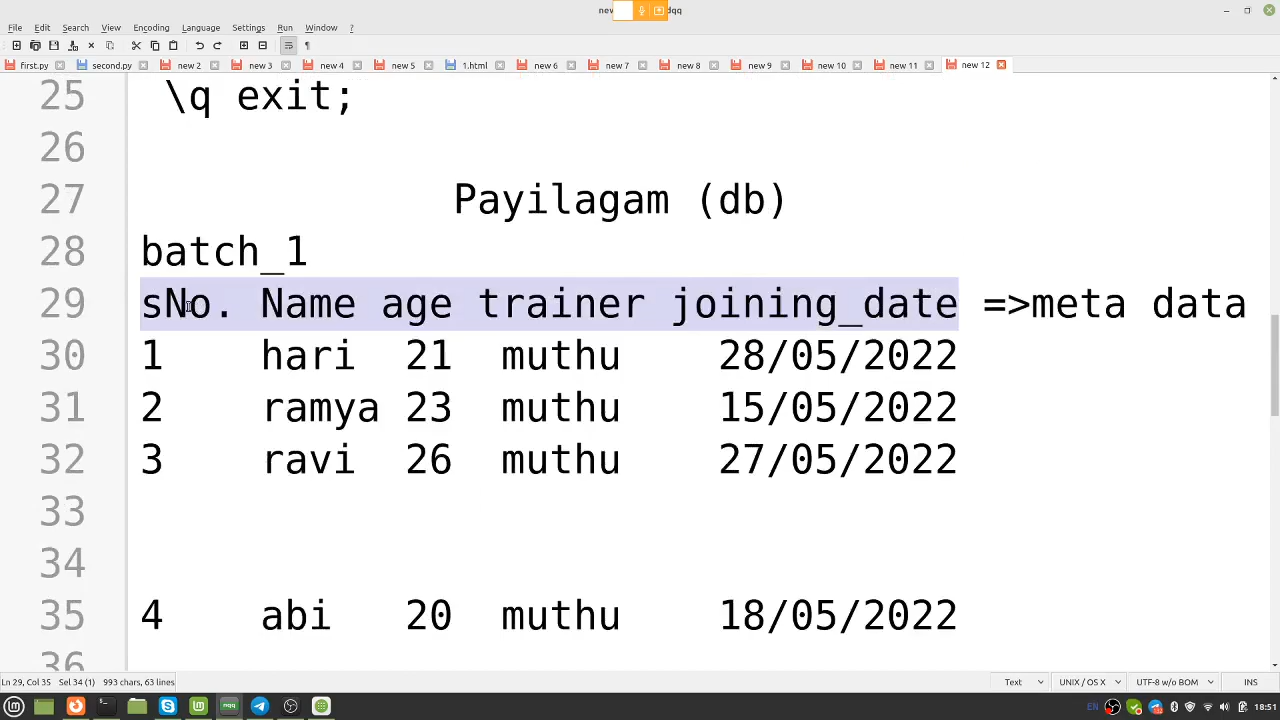 File Edit Search View Encoding Language Settings Run Window ?
first.py second.py new 2 new 3 new 4 new 5 1.html new 6 new 7 new 8 new 9 new 10 new 11 new 12
25 \q exit;
26
27 Payilagam (db)
28 batch_1
29 sNo. Name age trainer joining_date =>meta data
30 1 hari 21 muthu 28/05/2022
31 2 ramya 23 muthu 15/05/2022
32 3 ravi 26 muthu 27/05/2022
33
34
35 4 abi 20 muthu 18/05/2022
36
Ln 29, Col 35 Sel 34 (1) 993 chars, 63 lines Text UNIX / OS X UTF-8 w/o BOM INS
EN 18:51